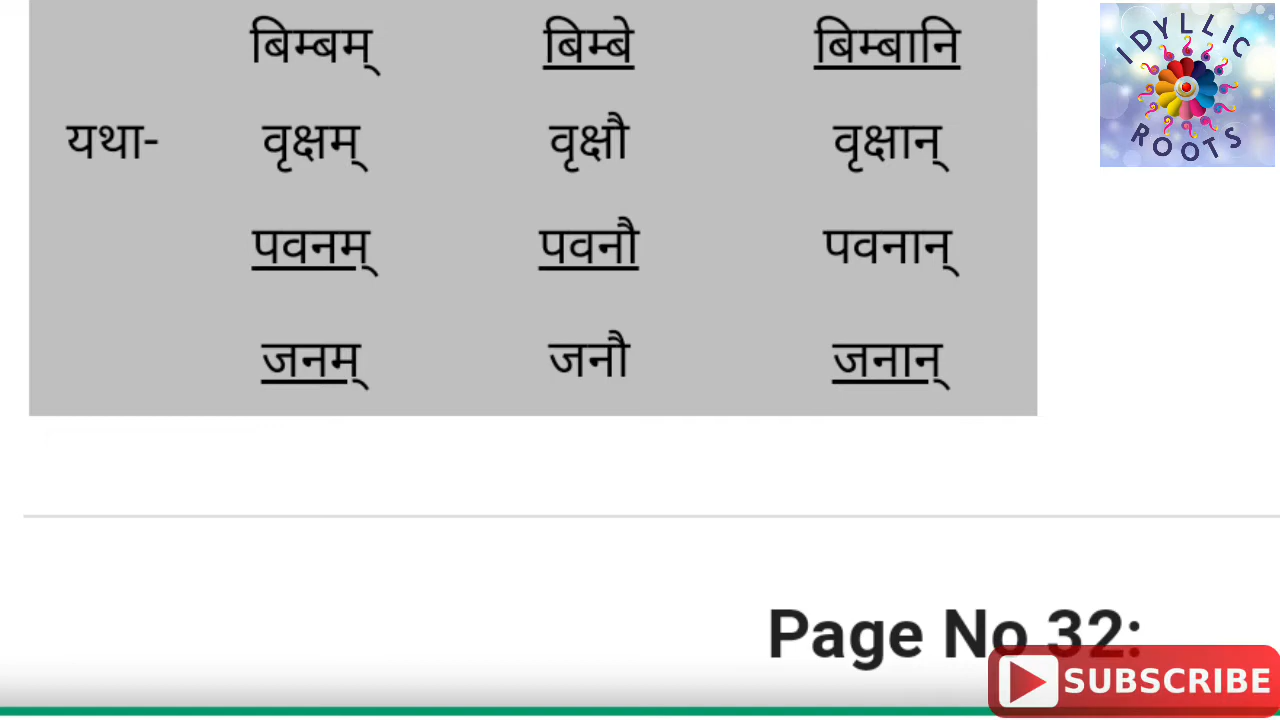 बिम्बम् बिम्बे बिम्बानि
यथा- वृक्षम् वृक्षौ वृक्षान्
पवनम् पवनौ पवनान्
जनम् जनौ जनान्
IDYLLIC
ROOTS
Page No 32:
SUBSCRIBE